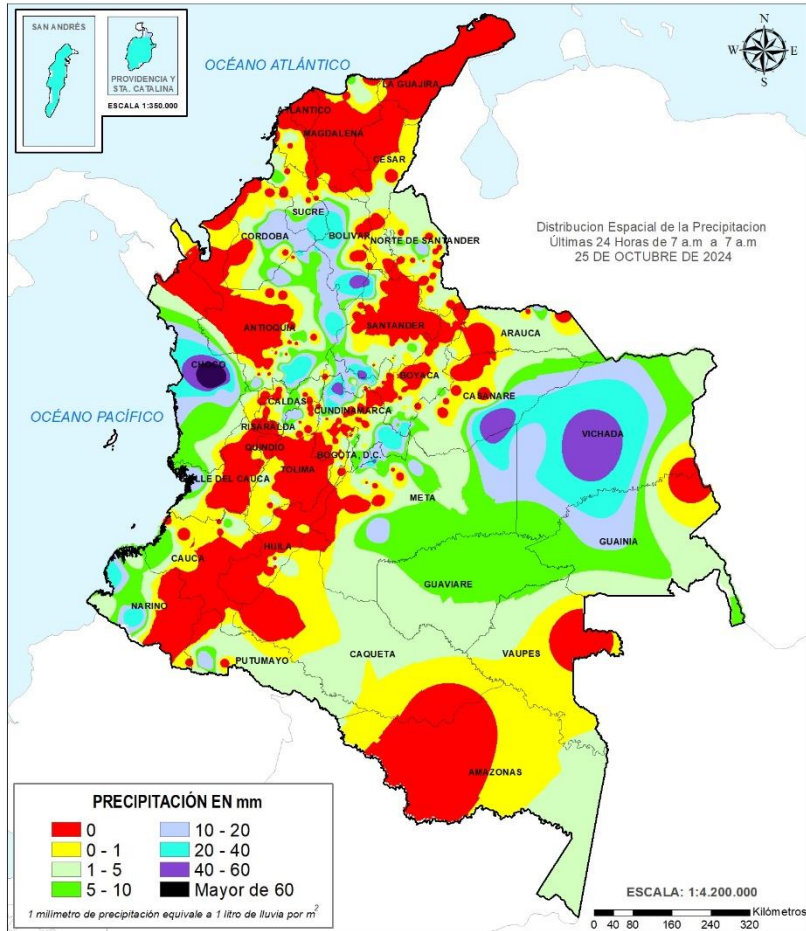 SAN ANDRÉS
PROVIDENCIA Y
STA. CATALINA
ESCALA 1:350.000
OCÉANO ATLÁNTICO
N
W
E
S
LA GUAJIRA
ATLANTICO
MAGDALENA
CESAR
SUCRE
CORDOBA
BOLIVAR
NORTE DE SANTANDER
Distribucion Espacial de la Precipitacion
Últimas 24 Horas de 7 a.m a 7 a.m
25 DE OCTUBRE DE 2024
ANTIOQUIA
SANTANDER
ARAUCA
CHOCO
BOYACA
OCÉANO PACÍFICO
CALDAS
CUNDINAMARCA
CASANARE
RISARALDA
VICHADA
QUINDIO
BOGOTA, D.C.
TOLIMA
VALLE DEL CAUCA
META
HUILA
CAUCA
GUAINIA
GUAVIARE
NARIÑO
CAQUETA
VAUPES
PUTUMAYO
AMAZONAS
PRECIPITACIÓN EN mm
0
10 - 20
0 - 1
20 - 40
1 - 5
40 - 60
5 - 10
Mayor de 60
1 milímetro de precipitación equivale a 1 litro de lluvia por m²
ESCALA: 1:4.200.000
Kilómetros
0 40 80 160 240 320